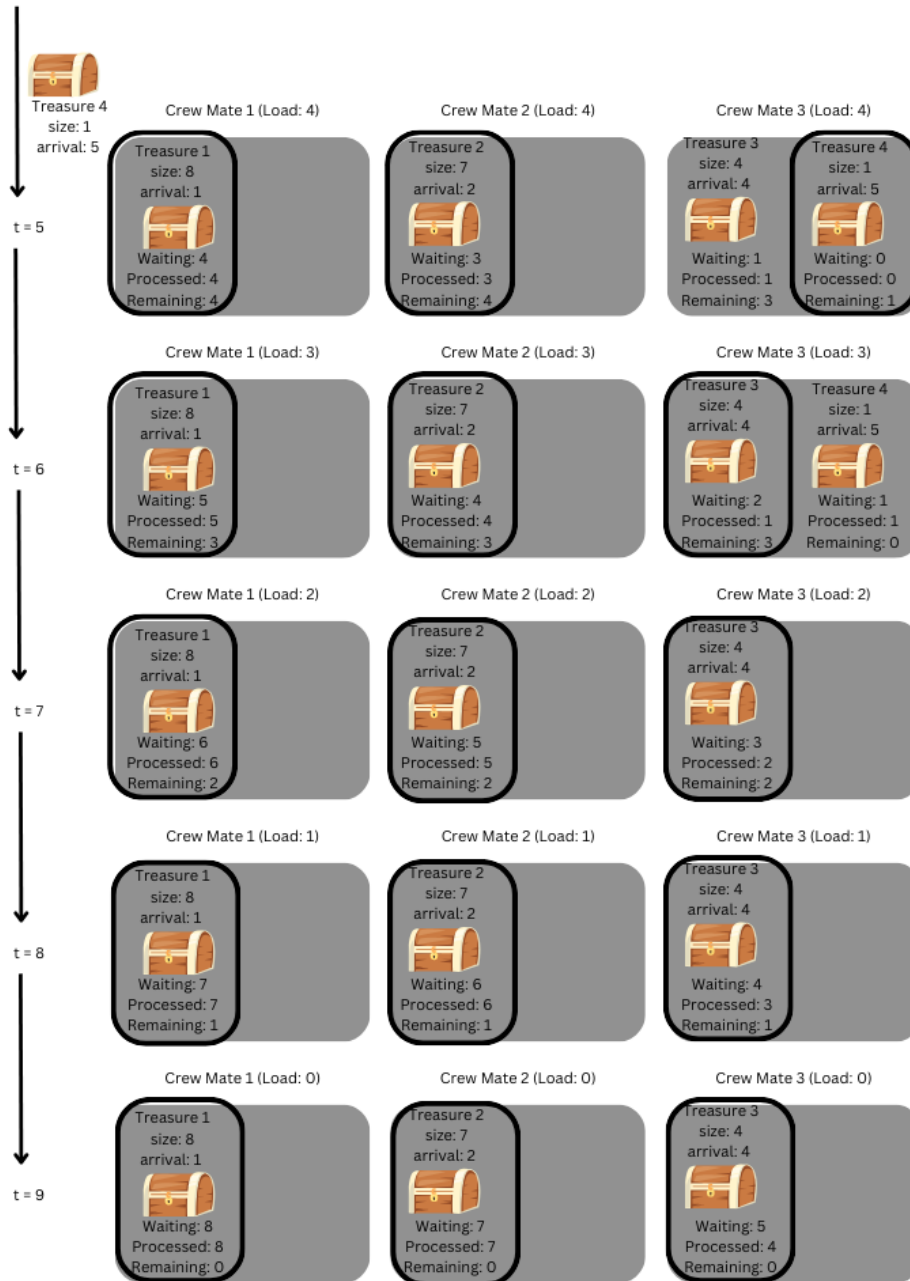 Treasure 4
size: 1
arrival: 5
t = 5
Crew Mate 1 (Load: 4)
Treasure 1
size: 8
arrival: 1
Waiting: 4
Processed: 4
Remaining: 4
Crew Mate 2 (Load: 4)
Treasure 2
size: 7
arrival: 2
Waiting: 3
Processed: 3
Remaining: 4
Crew Mate 3 (Load: 4)
Treasure 3
size: 4
arrival: 4
Waiting: 1
Processed: 1
Remaining: 3
Treasure 4
size: 1
arrival: 5
Waiting: 0
Processed: 0
Remaining: 1
t = 6
Crew Mate 1 (Load: 3)
Treasure 1
size: 8
arrival: 1
Waiting: 5
Processed: 5
Remaining: 3
Crew Mate 2 (Load: 3)
Treasure 2
size: 7
arrival: 2
Waiting: 4
Processed: 4
Remaining: 3
Crew Mate 3 (Load: 3)
Treasure 3
size: 4
arrival: 4
Waiting: 2
Processed: 1
Remaining: 3
Treasure 4
size: 1
arrival: 5
Waiting: 1
Processed: 1
Remaining: 0
t = 7
Crew Mate 1 (Load: 2)
Treasure 1
size: 8
arrival: 1
Waiting: 6
Processed: 6
Remaining: 2
Crew Mate 2 (Load: 2)
Treasure 2
size: 7
arrival: 2
Waiting: 5
Processed: 5
Remaining: 2
Crew Mate 3 (Load: 2)
Treasure 3
size: 4
arrival: 4
Waiting: 3
Processed: 2
Remaining: 2
t = 8
Crew Mate 1 (Load: 1)
Treasure 1
size: 8
arrival: 1
Waiting: 7
Processed: 7
Remaining: 1
Crew Mate 2 (Load: 1)
Treasure 2
size: 7
arrival: 2
Waiting: 6
Processed: 6
Remaining: 1
Crew Mate 3 (Load: 1)
Treasure 3
size: 4
arrival: 4
Waiting: 4
Processed: 3
Remaining: 1
t = 9
Crew Mate 1 (Load: 0)
Treasure 1
size: 8
arrival: 1
Waiting: 8
Processed: 8
Remaining: 0
Crew Mate 2 (Load: 0)
Treasure 2
size: 7
arrival: 2
Waiting: 7
Processed: 7
Remaining: 0
Crew Mate 3 (Load: 0)
Treasure 3
size: 4
arrival: 4
Waiting: 5
Processed: 4
Remaining: 0